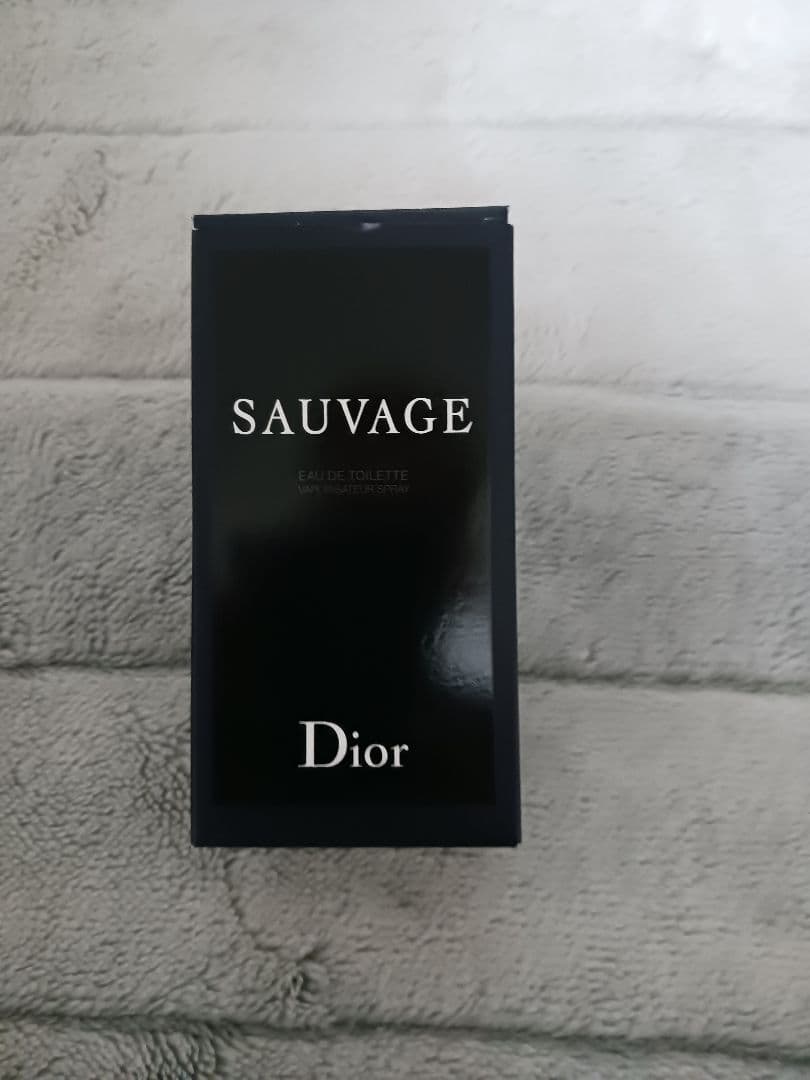 SAUVAGE
EAU DE TOILETTE
VAPORISATEUR SPRAY
Dior